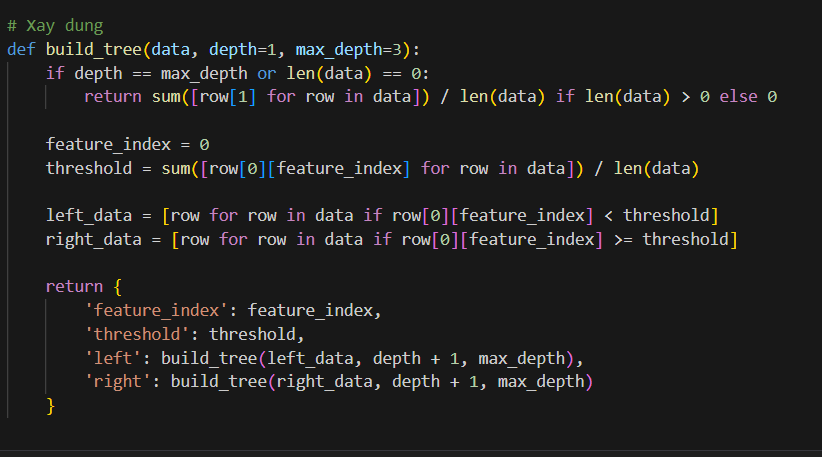 # Xay dung
def build_tree(data, depth=1, max_depth=3):
    if depth == max_depth or len(data) == 0:
        return sum([row[1] for row in data]) / len(data) if len(data) > 0 else 0
    feature_index = 0
    threshold = sum([row[0][feature_index] for row in data]) / len(data)
    left_data = [row for row in data if row[0][feature_index] < threshold]
    right_data = [row for row in data if row[0][feature_index] >= threshold]
    return {
        'feature_index': feature_index,
        'threshold': threshold,
        'left': build_tree(left_data, depth + 1, max_depth),
        'right': build_tree(right_data, depth + 1, max_depth)
    }